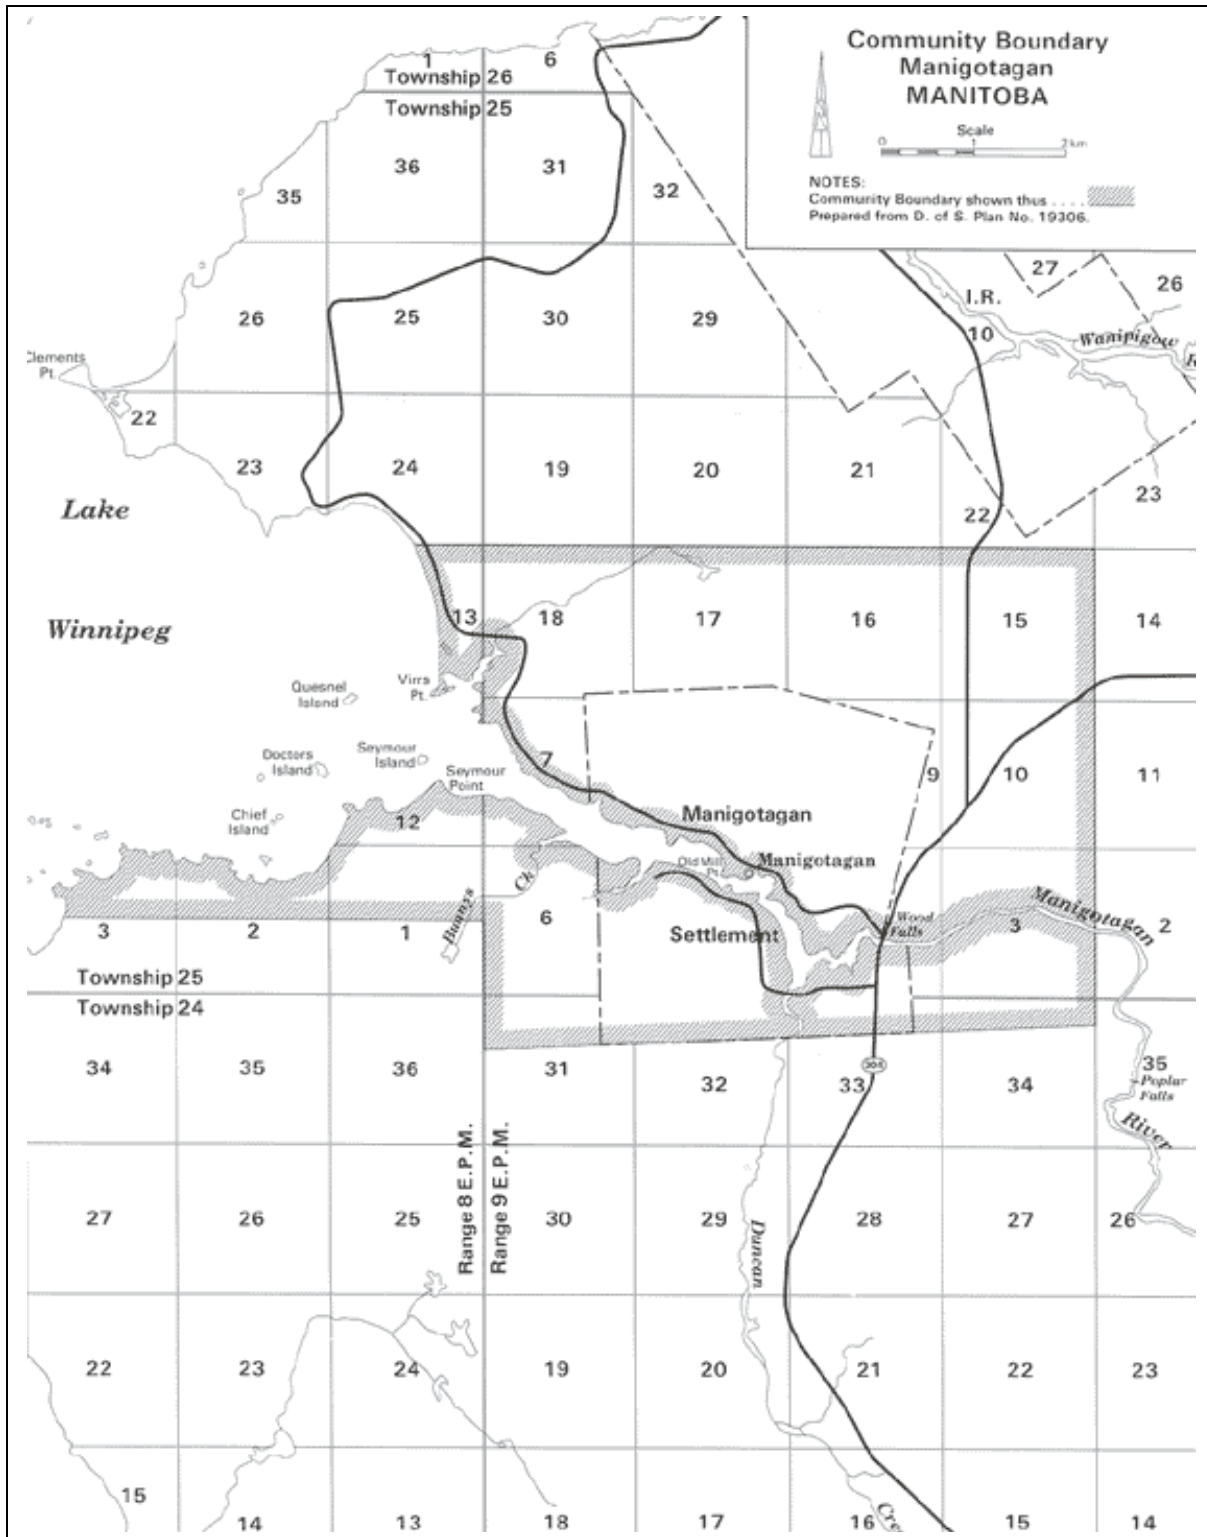 Community Boundary
Manigotagan
MANITOBA
Scale
0 1 2 km
NOTES:
Community Boundary shown thus . . . .
Prepared from D. of S. Plan No. 19306.
1 6
Township 26
Township 25
36 31
35 32
27 26
I.R.
10
Wanipigow
R
26 25 30 29
Clements
Pt.
22
23 24 19 20 21
22 23
Lake
Winnipeg
13 18 17 16 15 14
Quesnel
Island
Virra
Pt.
7 9 10 11
Doctors
Island
Seymour
Island
Seymour
Point
Chief
Island
12
Manigotagan
Old Mill
Pt.
Manigotagan
Bunnys
Ck
6
Settlement
Wood
Falls
3
Manigotagan
2
3 2 1
Township 25
Township 24
34 35 36 31 32 33 34 35
304
Poplar
Falls
River
Range 8 E.P.M.
Range 9 E.P.M.
27 26 25 30 29 28 27 26
Duncan
22 23 24 19 20 21 22 23
15 14 13 18 17 16 15 14
Cre